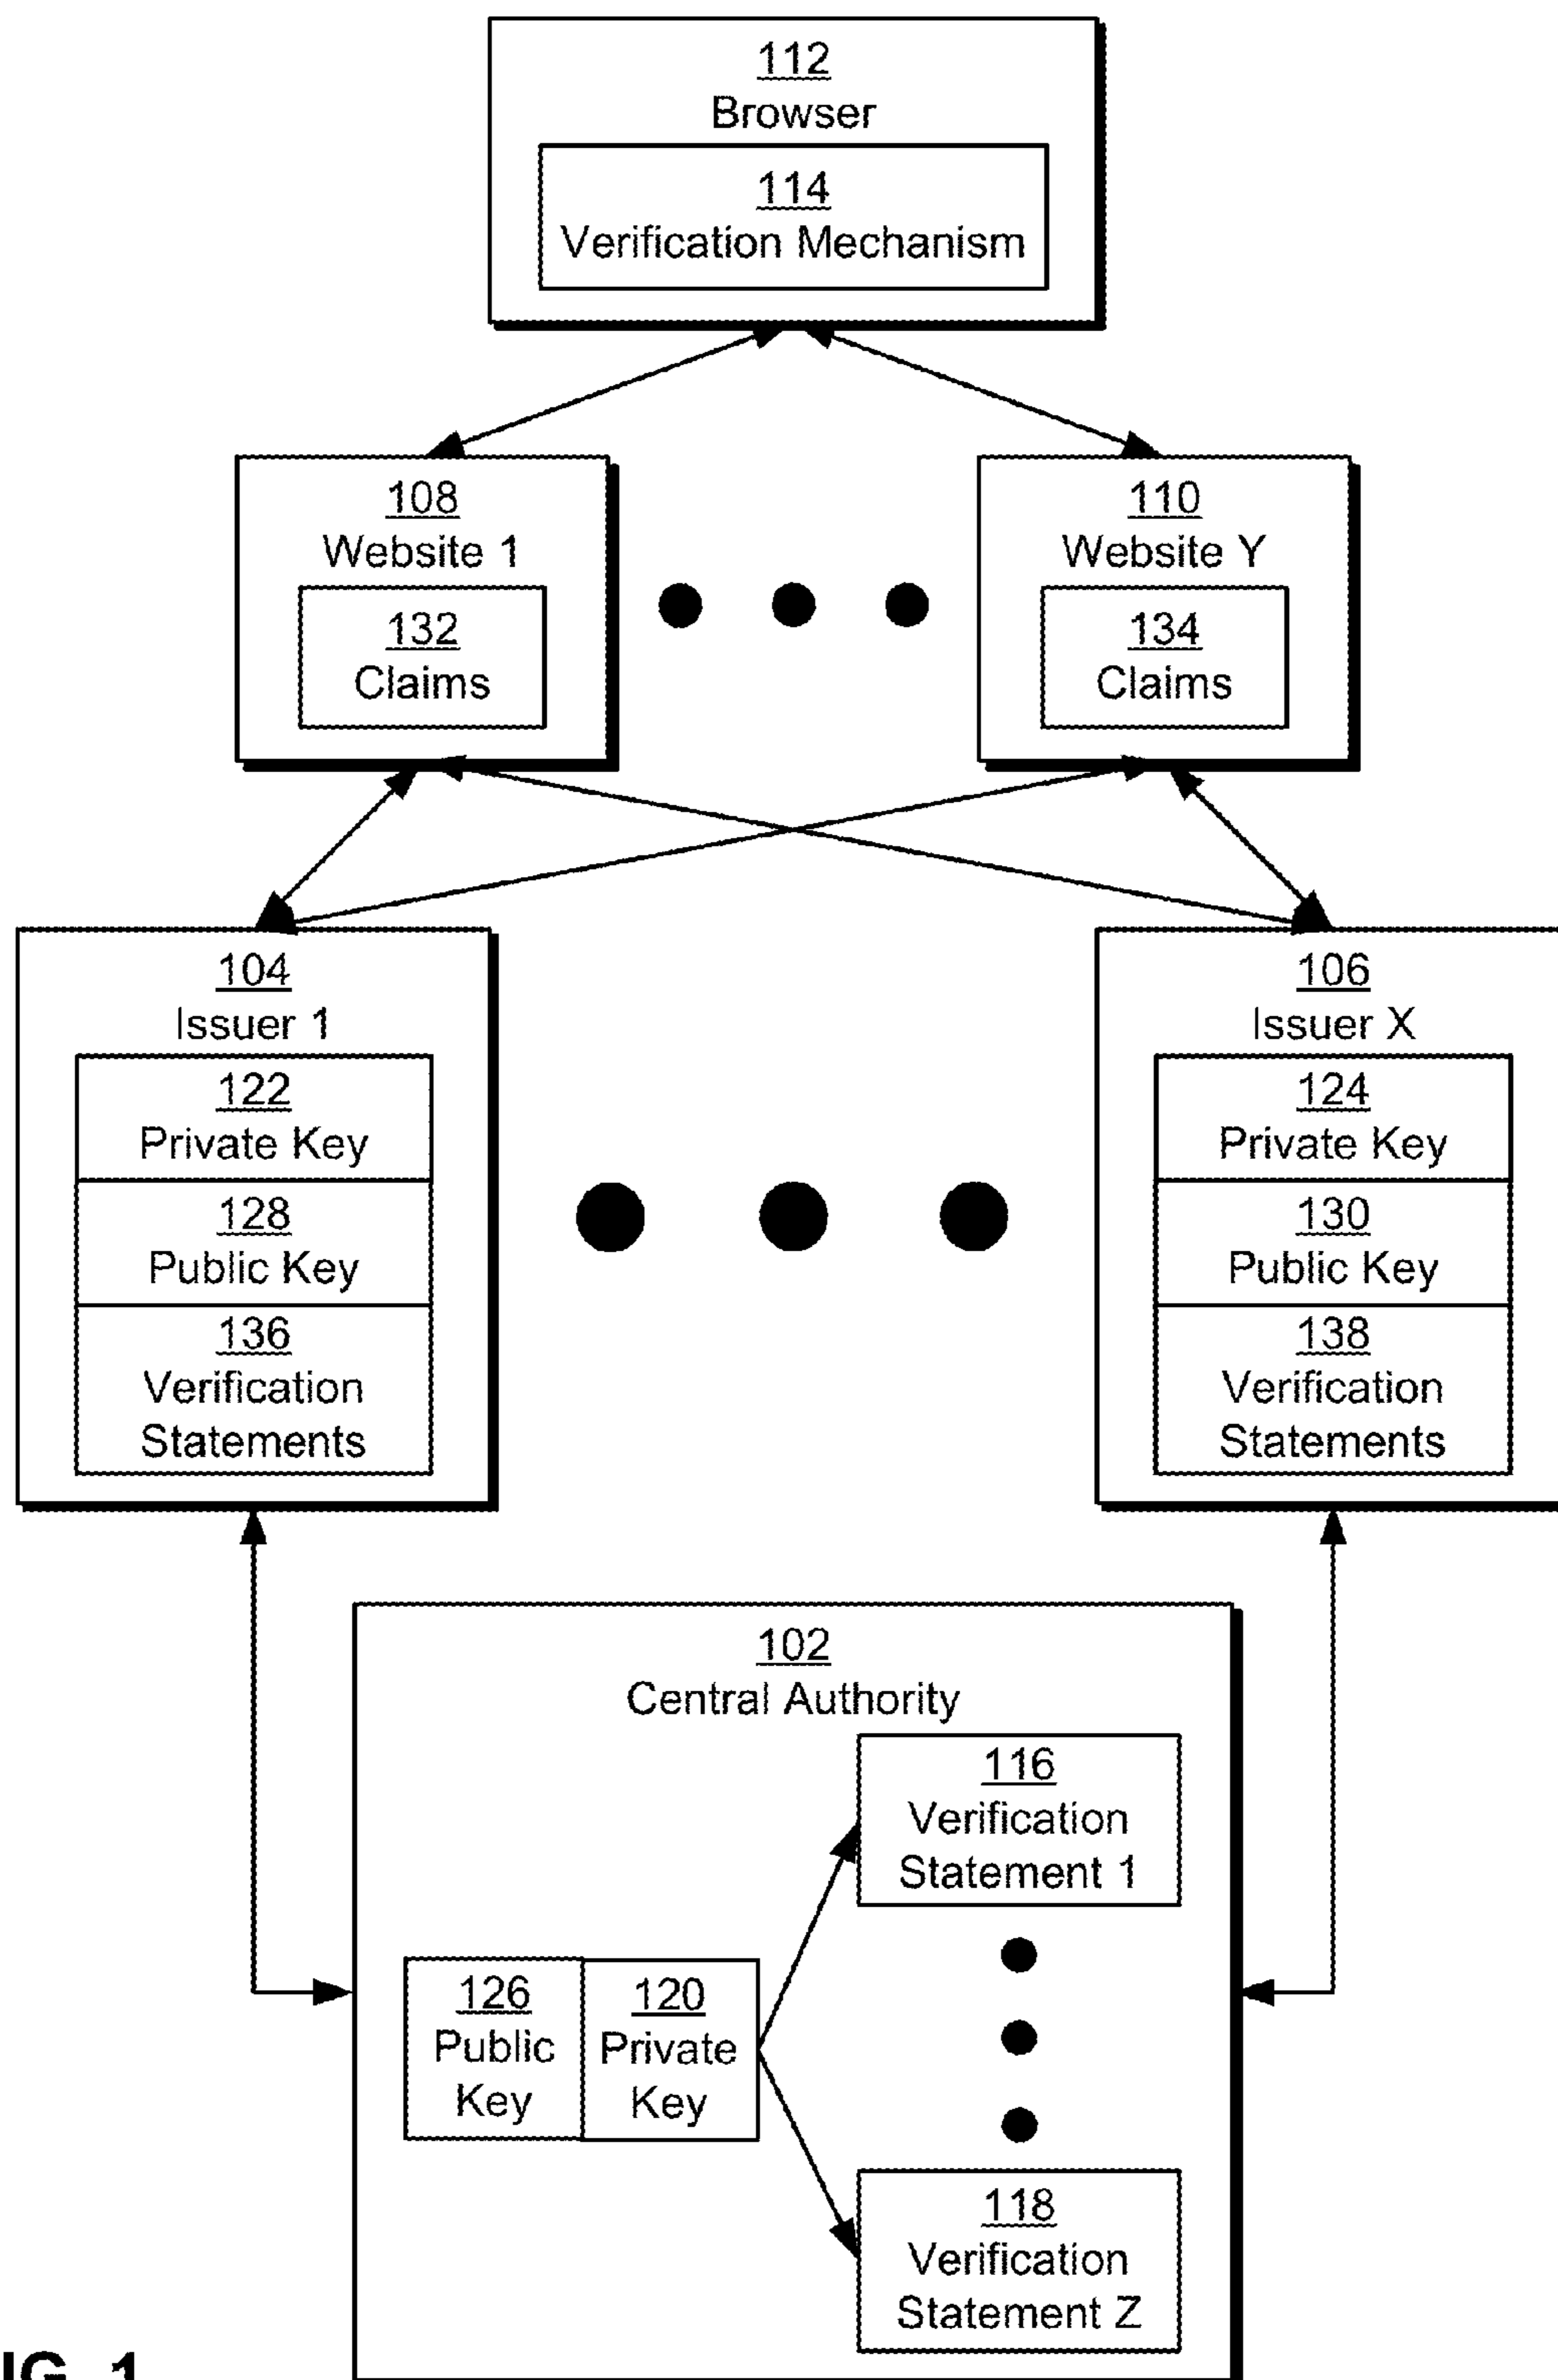 112
Browser
114
Verification Mechanism
108
Website 1
132
Claims
110
Website Y
134
Claims
104
Issuer 1
122
Private Key
128
Public Key
136
Verification
Statements
106
Issuer X
124
Private Key
130
Public Key
138
Verification
Statements
102
Central Authority
116
Verification
Statement 1
126
Public
Key
120
Private
Key
118
Verification
Statement Z
IG. 1